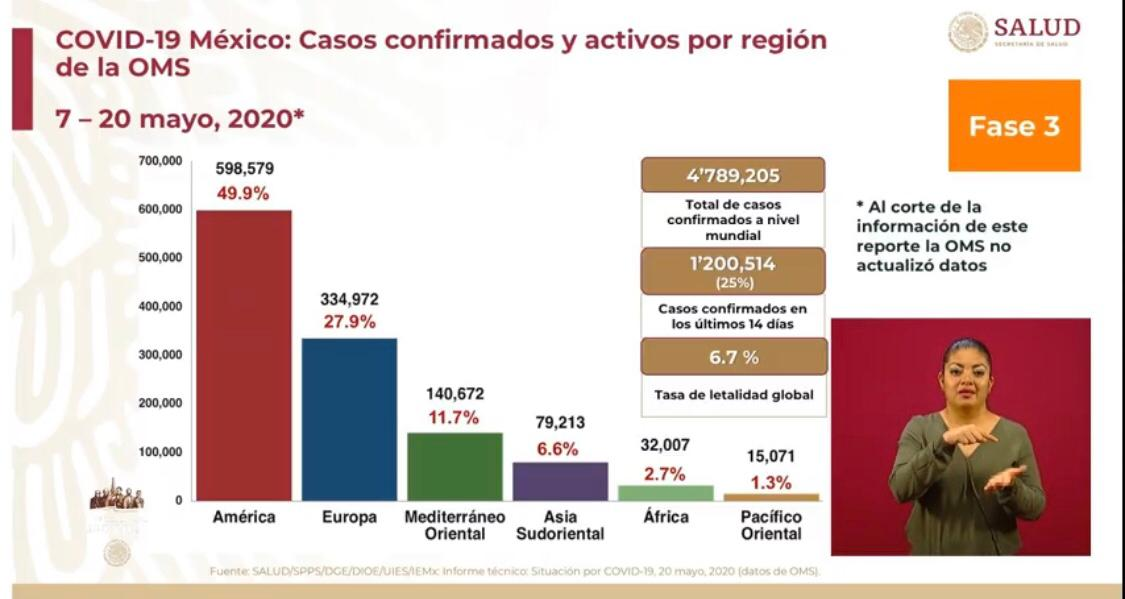 COVID-19 México: Casos confirmados y activos por región
de la OMS
7 – 20 mayo, 2020*
SALUD
SECRETARÍA DE SALUD
Fase 3
700,000
600,000
500,000
400,000
300,000
200,000
100,000
0
598,579
49.9%
334,972
27.9%
140,672
11.7%
79,213
6.6%
32,007
2.7%
15,071
1.3%
América
Europa
Mediterráneo
Oriental
Asia
Sudoriental
África
Pacífico
Oriental
4’789,205
Total de casos
confirmados a nivel
mundial
1’200,514
(25%)
Casos confirmados en
los últimos 14 días
6.7 %
Tasa de letalidad global
* Al corte de la
información de este
reporte la OMS no
actualizó datos
Fuente: SALUD/SPPS/DGE/DIOE/UIES/IEMx: Informe técnico: Situación por COVID-19, 20 mayo, 2020 (datos de OMS).